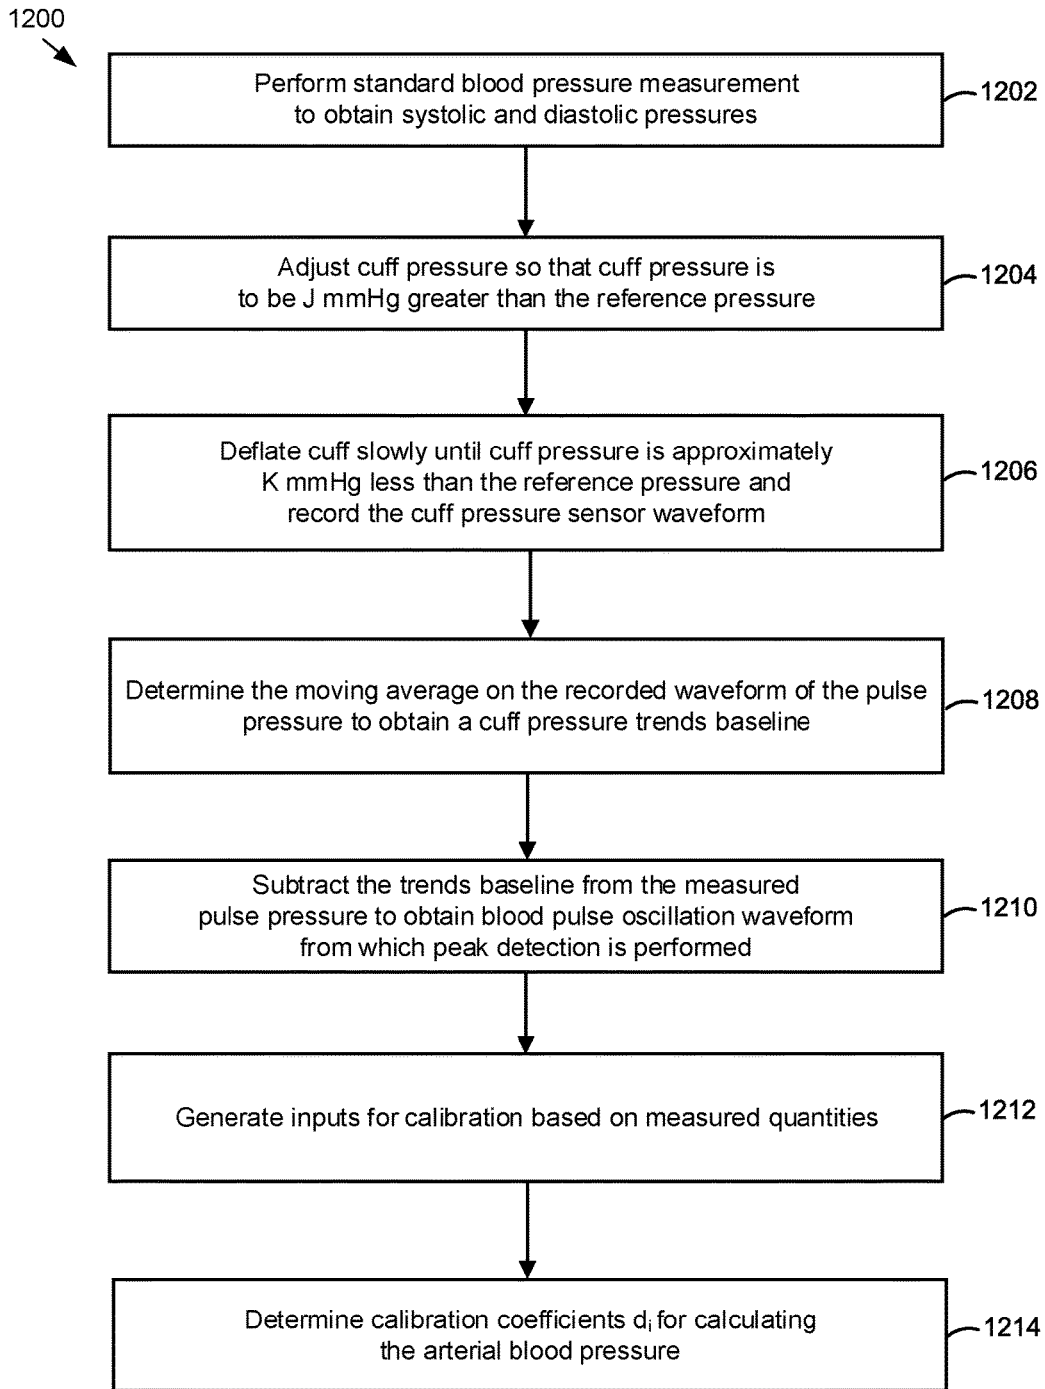 1200
Perform standard blood pressure measurement
to obtain systolic and diastolic pressures
1202
Adjust cuff pressure so that cuff pressure is
to be J mmHg greater than the reference pressure
1204
Deflate cuff slowly until cuff pressure is approximately
K mmHg less than the reference pressure and
record the cuff pressure sensor waveform
1206
Determine the moving average on the recorded waveform of the pulse
pressure to obtain a cuff pressure trends baseline
1208
Subtract the trends baseline from the measured
pulse pressure to obtain blood pulse oscillation waveform
from which peak detection is performed
1210
Generate inputs for calibration based on measured quantities
1212
Determine calibration coefficients dᵢ for calculating
the arterial blood pressure
1214